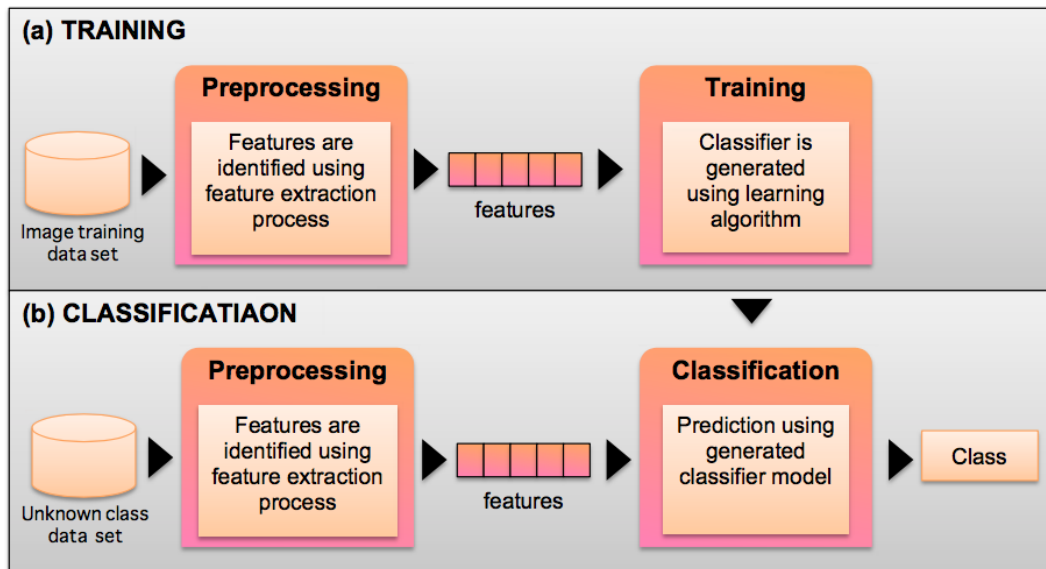 (a) TRAINING
Preprocessing
Features are
identified using
feature extraction
process
Image training
data set
features
Training
Classifier is
generated
using learning
algorithm
(b) CLASSIFICATIAON
Preprocessing
Features are
identified using
feature extraction
process
Unknown class
data set
features
Classification
Prediction using
generated
classifier model
Class